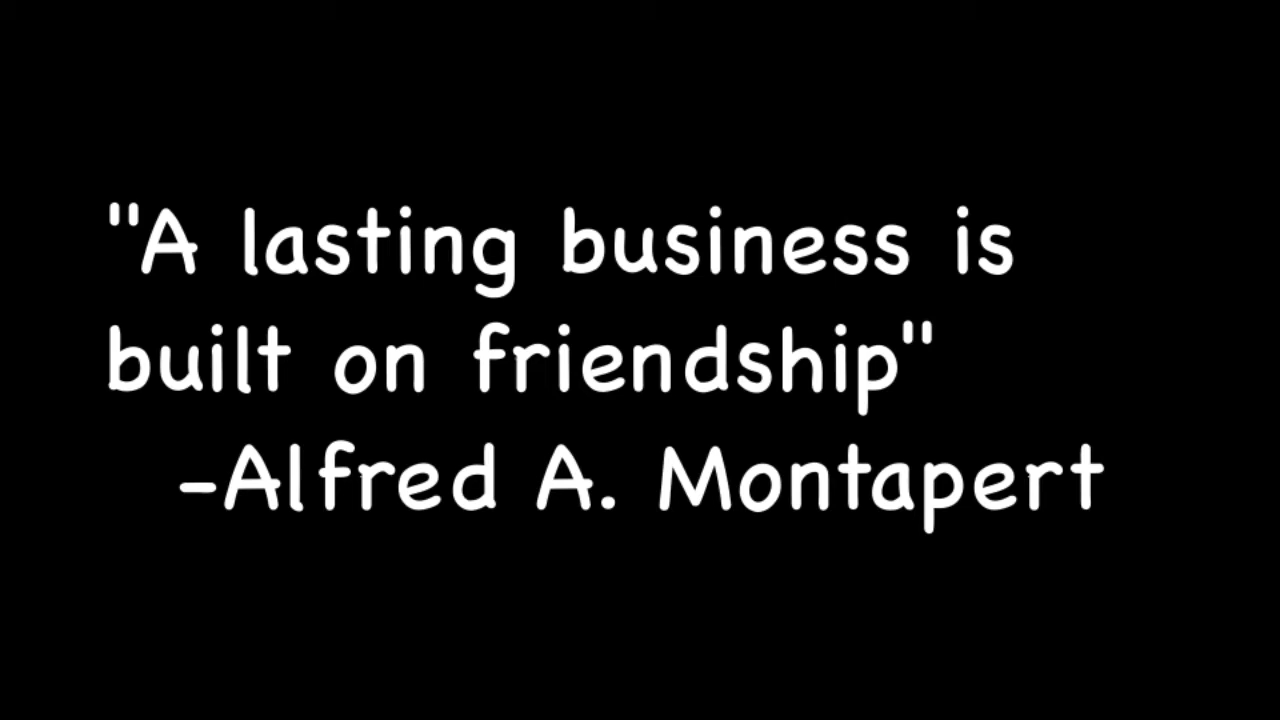 "A lasting business is
built on friendship"
-Alfred A. Montapert